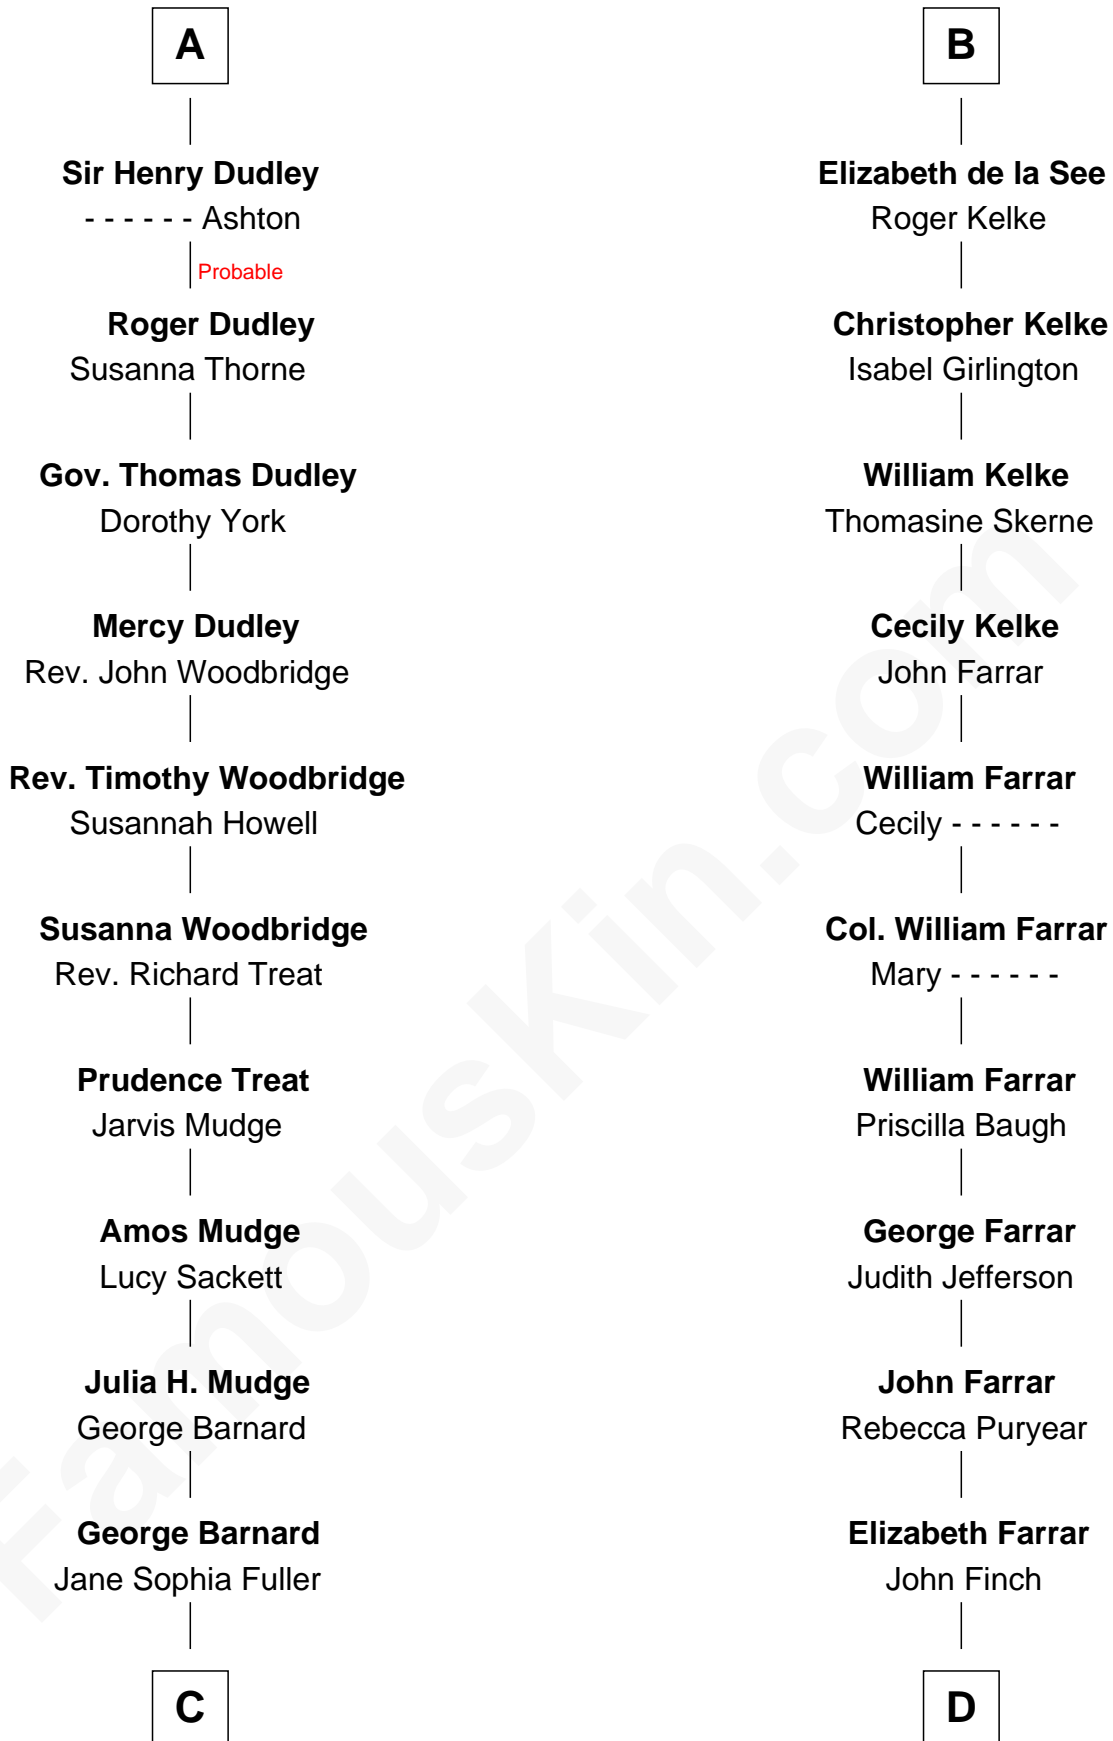 A
Sir Henry Dudley
- - - - - - Ashton
Probable
Roger Dudley
Susanna Thorne
Gov. Thomas Dudley
Dorothy York
Mercy Dudley
Rev. John Woodbridge
Rev. Timothy Woodbridge
Susannah Howell
Susanna Woodbridge
Rev. Richard Treat
Prudence Treat
Jarvis Mudge
Amos Mudge
Lucy Sackett
Julia H. Mudge
George Barnard
George Barnard
Jane Sophia Fuller
C
B
Elizabeth de la See
Roger Kelke
Christopher Kelke
Isabel Girlington
William Kelke
Thomasine Skerne
Cecily Kelke
John Farrar
William Farrar
Cecily - - - - - -
Col. William Farrar
Mary - - - - - -
William Farrar
Priscilla Baugh
George Farrar
Judith Jefferson
John Farrar
Rebecca Puryear
Elizabeth Farrar
John Finch
D
FamousKin.com